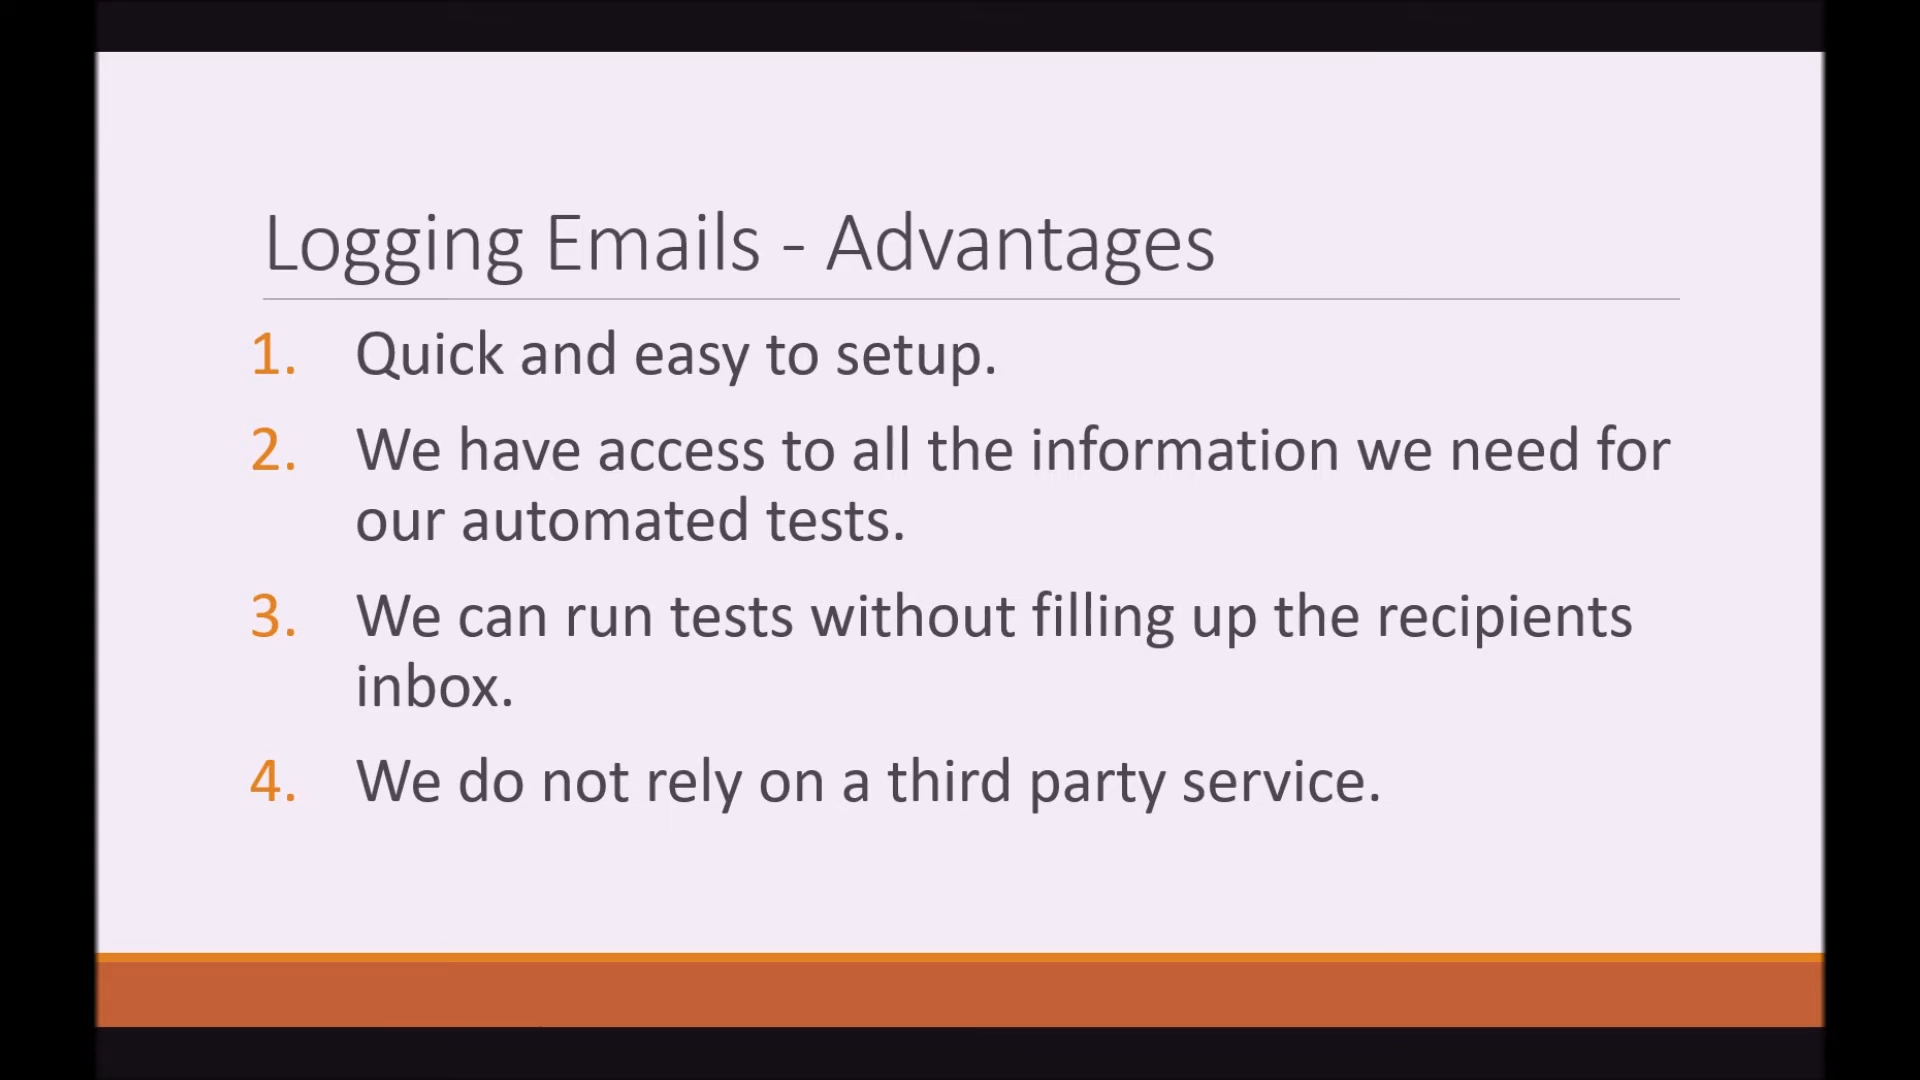 Logging Emails - Advantages
1. Quick and easy to setup.
2. We have access to all the information we need for
our automated tests.
3. We can run tests without filling up the recipients
inbox.
4. We do not rely on a third party service.